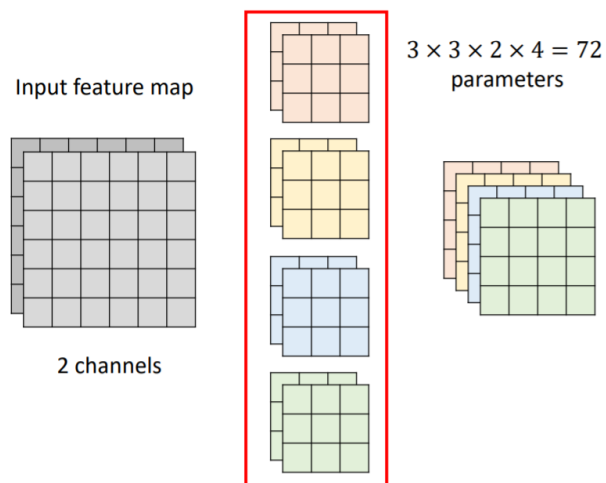 Input feature map
2 channels
3 × 3 × 2 × 4 = 72
parameters